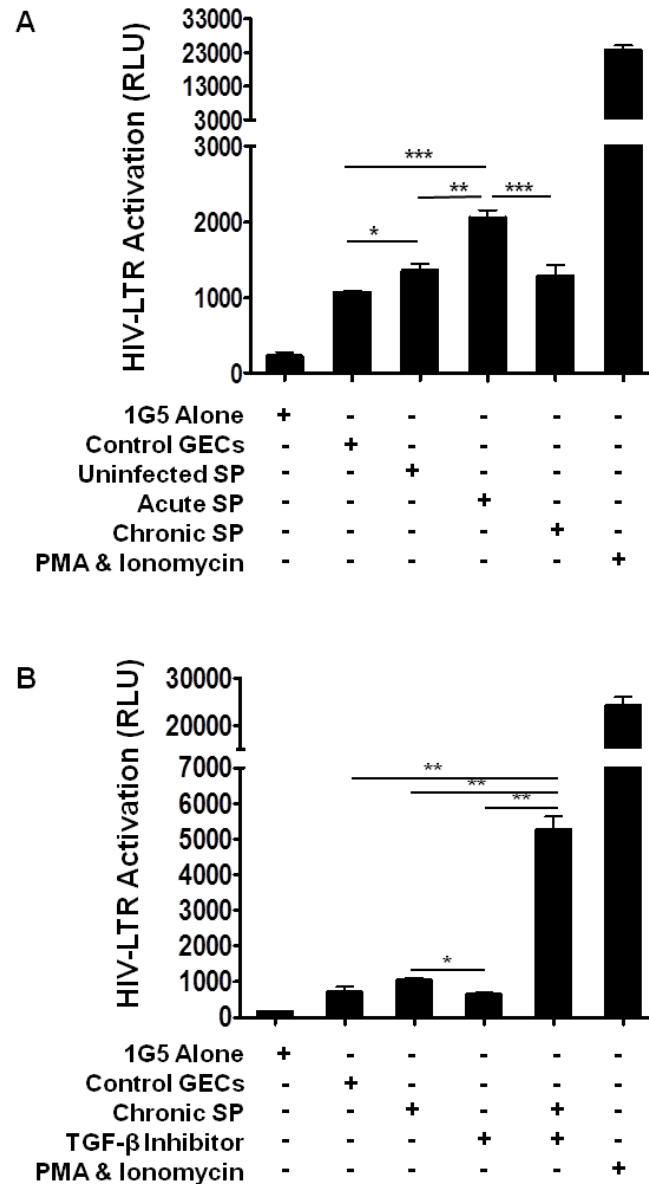 A
HIV-LTR Activation (RLU)
33000
23000
13000
3000
3000
2000
1000
0
***
** ***
*
1G5 Alone + - - - - -
Control GECs - + - - - -
Uninfected SP - - + - - -
Acute SP - - - + - -
Chronic SP - - - - + -
PMA & Ionomycin - - - - - +
B
HIV-LTR Activation (RLU)
30000
20000
7000
6000
5000
4000
3000
2000
1000
0
**
**
**
*
1G5 Alone + - - - - -
Control GECs - + - - - -
Chronic SP - - + - + -
TGF-β Inhibitor - - - + + -
PMA & Ionomycin - - - - - +